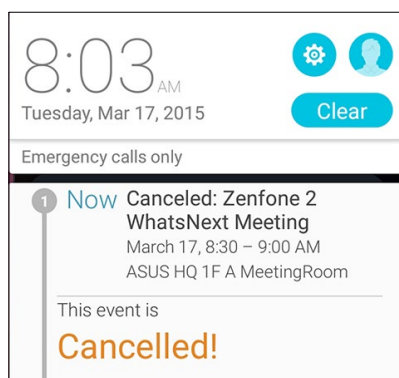 8:03 AM
Tuesday, Mar 17, 2015
Clear
Emergency calls only
1 Now Canceled: Zenfone 2
WhatsNext Meeting
March 17, 8:30 – 9:00 AM
ASUS HQ 1F A MeetingRoom
This event is
Cancelled!